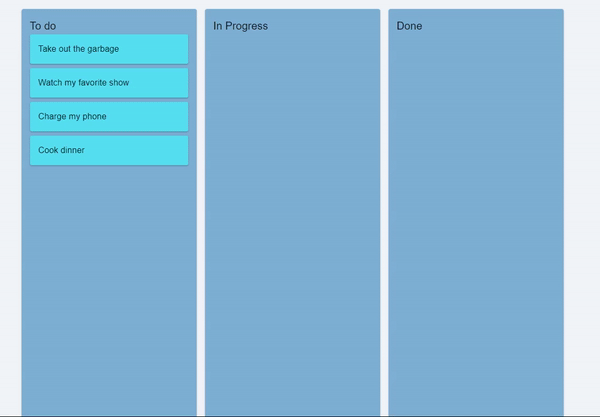 To do
Take out the garbage
Watch my favorite show
Charge my phone
Cook dinner
In Progress
Done